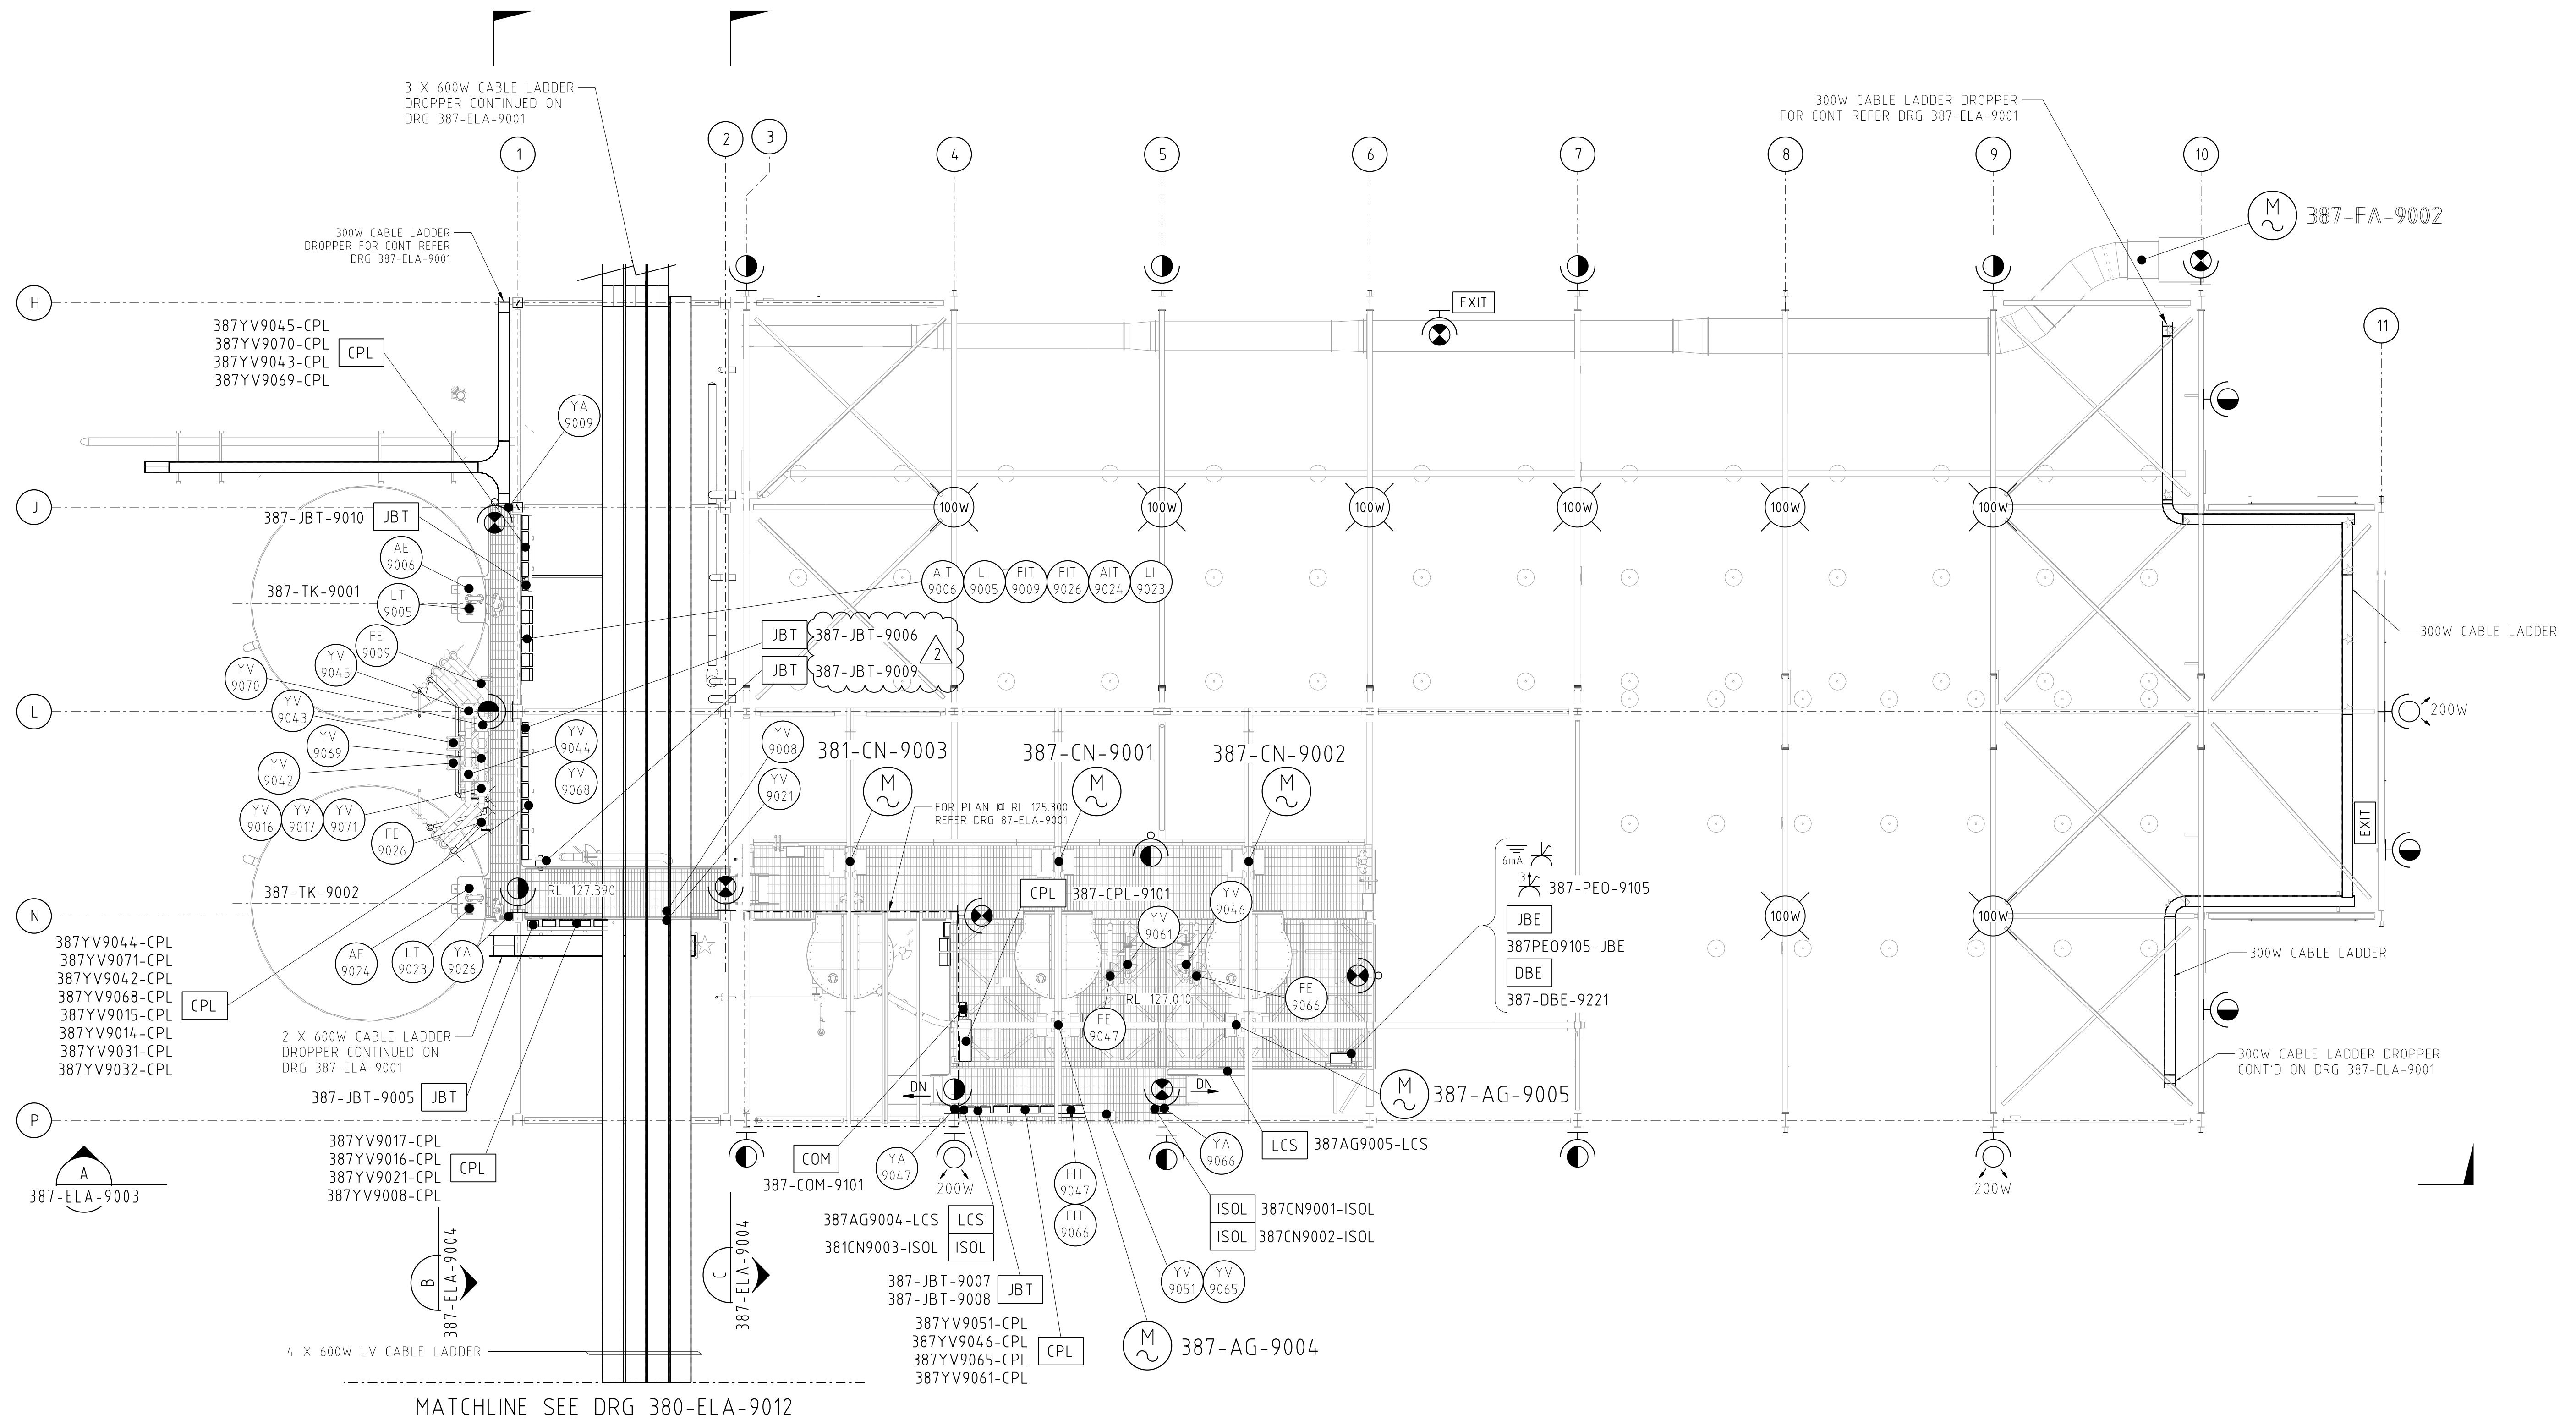 3 X 600W CABLE LADDER
DROPPER CONTINUED ON
DRG 387-ELA-9001
300W CABLE LADDER DROPPER
FOR CONT REFER DRG 387-ELA-9001
1
2
3
4
5
6
7
8
9
10
11
M
387-FA-9002
300W CABLE LADDER
DROPPER FOR CONT REFER
DRG 387-ELA-9001
H
EXIT
387YV9045-CPL
387YV9070-CPL
387YV9043-CPL
387YV9069-CPL
CPL
YA
9009
J
387-JBT-9010
JBT
100W
100W
100W
100W
100W
100W
AE
9006
387-TK-9001
LT
9005
AIT
9006
LI
9005
FIT
9009
FIT
9026
AIT
9024
LI
9023
FE
9009
JBT
387-JBT-9006
JBT
387-JBT-9009
2
300W CABLE LADDER
YV
9045
YV
9070
L
YV
9043
YV
9069
YV
9042
YV
9044
YV
9068
YV
9008
YV
9021
200W
381-CN-9003
M
387-CN-9001
M
387-CN-9002
M
FOR PLAN @ RL 125.300
REFER DRG 87-ELA-9001
YV
9016
YV
9017
YV
9071
FE
9026
EXIT
6mA
3
387-PEO-9105
JBE
387PEO9105-JBE
DBE
387-DBE-9221
387-TK-9002
RL 127.390
CPL
387-CPL-9101
YV
9046
YV
9061
100W
100W
N
387YV9044-CPL
387YV9071-CPL
387YV9042-CPL
387YV9068-CPL
387YV9015-CPL
387YV9014-CPL
387YV9031-CPL
387YV9032-CPL
CPL
AE
9024
LT
9023
YA
9026
RL 127.010
FE
9066
FE
9047
300W CABLE LADDER
2 X 600W CABLE LADDER
DROPPER CONTINUED ON
DRG 387-ELA-9001
300W CABLE LADDER DROPPER
CONT'D ON DRG 387-ELA-9001
387-JBT-9005
JBT
DN
DN
M
387-AG-9005
P
387YV9017-CPL
387YV9016-CPL
387YV9021-CPL
387YV9008-CPL
CPL
A
387-ELA-9003
COM
387-COM-9101
YA
9047
200W
FIT
9047
FIT
9066
YA
9066
LCS
387AG9005-LCS
200W
387AG9004-LCS
LCS
381CN9003-ISOL
ISOL
ISOL
387CN9001-ISOL
ISOL
387CN9002-ISOL
B
387-ELA-9004
C
387-ELA-9004
387-JBT-9007
387-JBT-9008
JBT
YV
9051
YV
9065
387YV9051-CPL
387YV9046-CPL
387YV9065-CPL
387YV9061-CPL
CPL
M
387-AG-9004
4 X 600W LV CABLE LADDER
MATCHLINE SEE DRG 380-ELA-9012